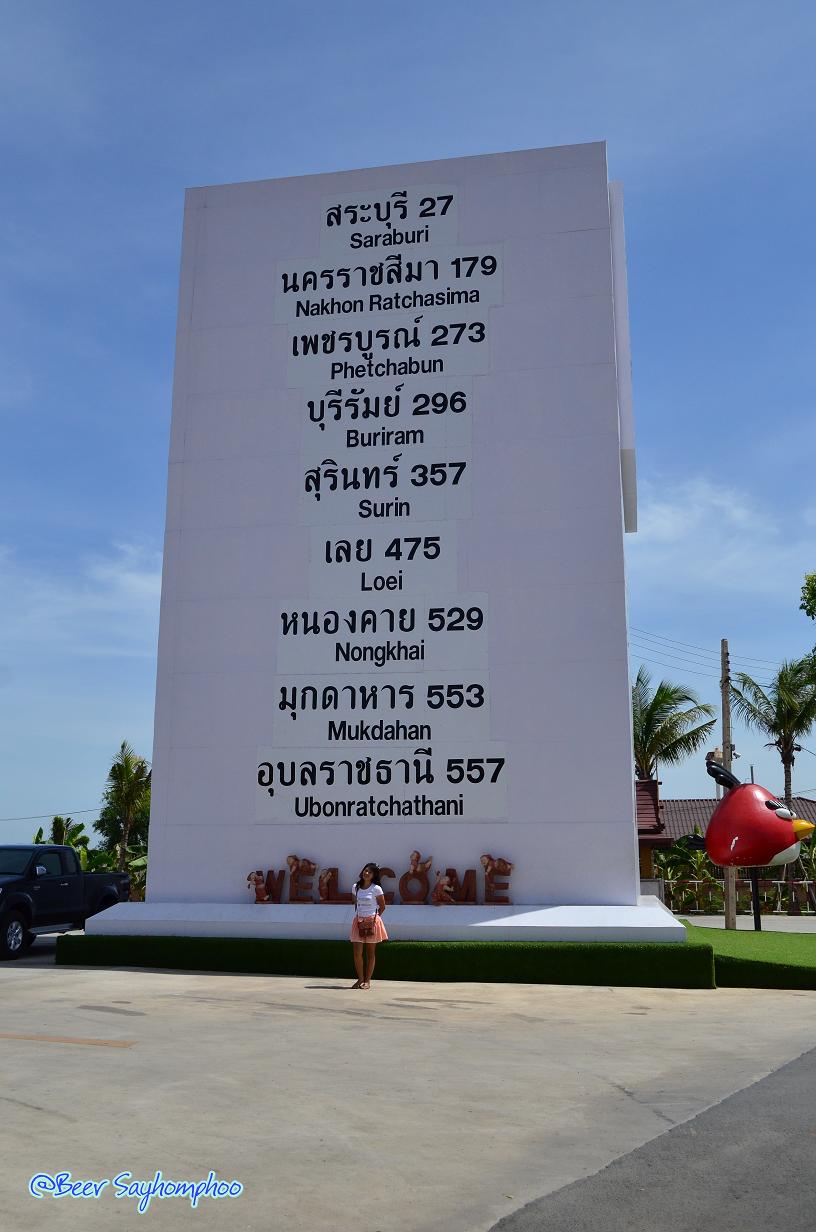 สระบุรี 27
Saraburi
นครราชสีมา 179
Nakhon Ratchasima
เพชรบูรณ์ 273
Phetchabun
บุรีรัมย์ 296
Buriram
สุรินทร์ 357
Surin
เลย 475
Loei
หนองคาย 529
Nongkhai
มุกดาหาร 553
Mukdahan
อุบลราชธานี 557
Ubonratchathani
WELCOME
@Beer Sayhomphoo